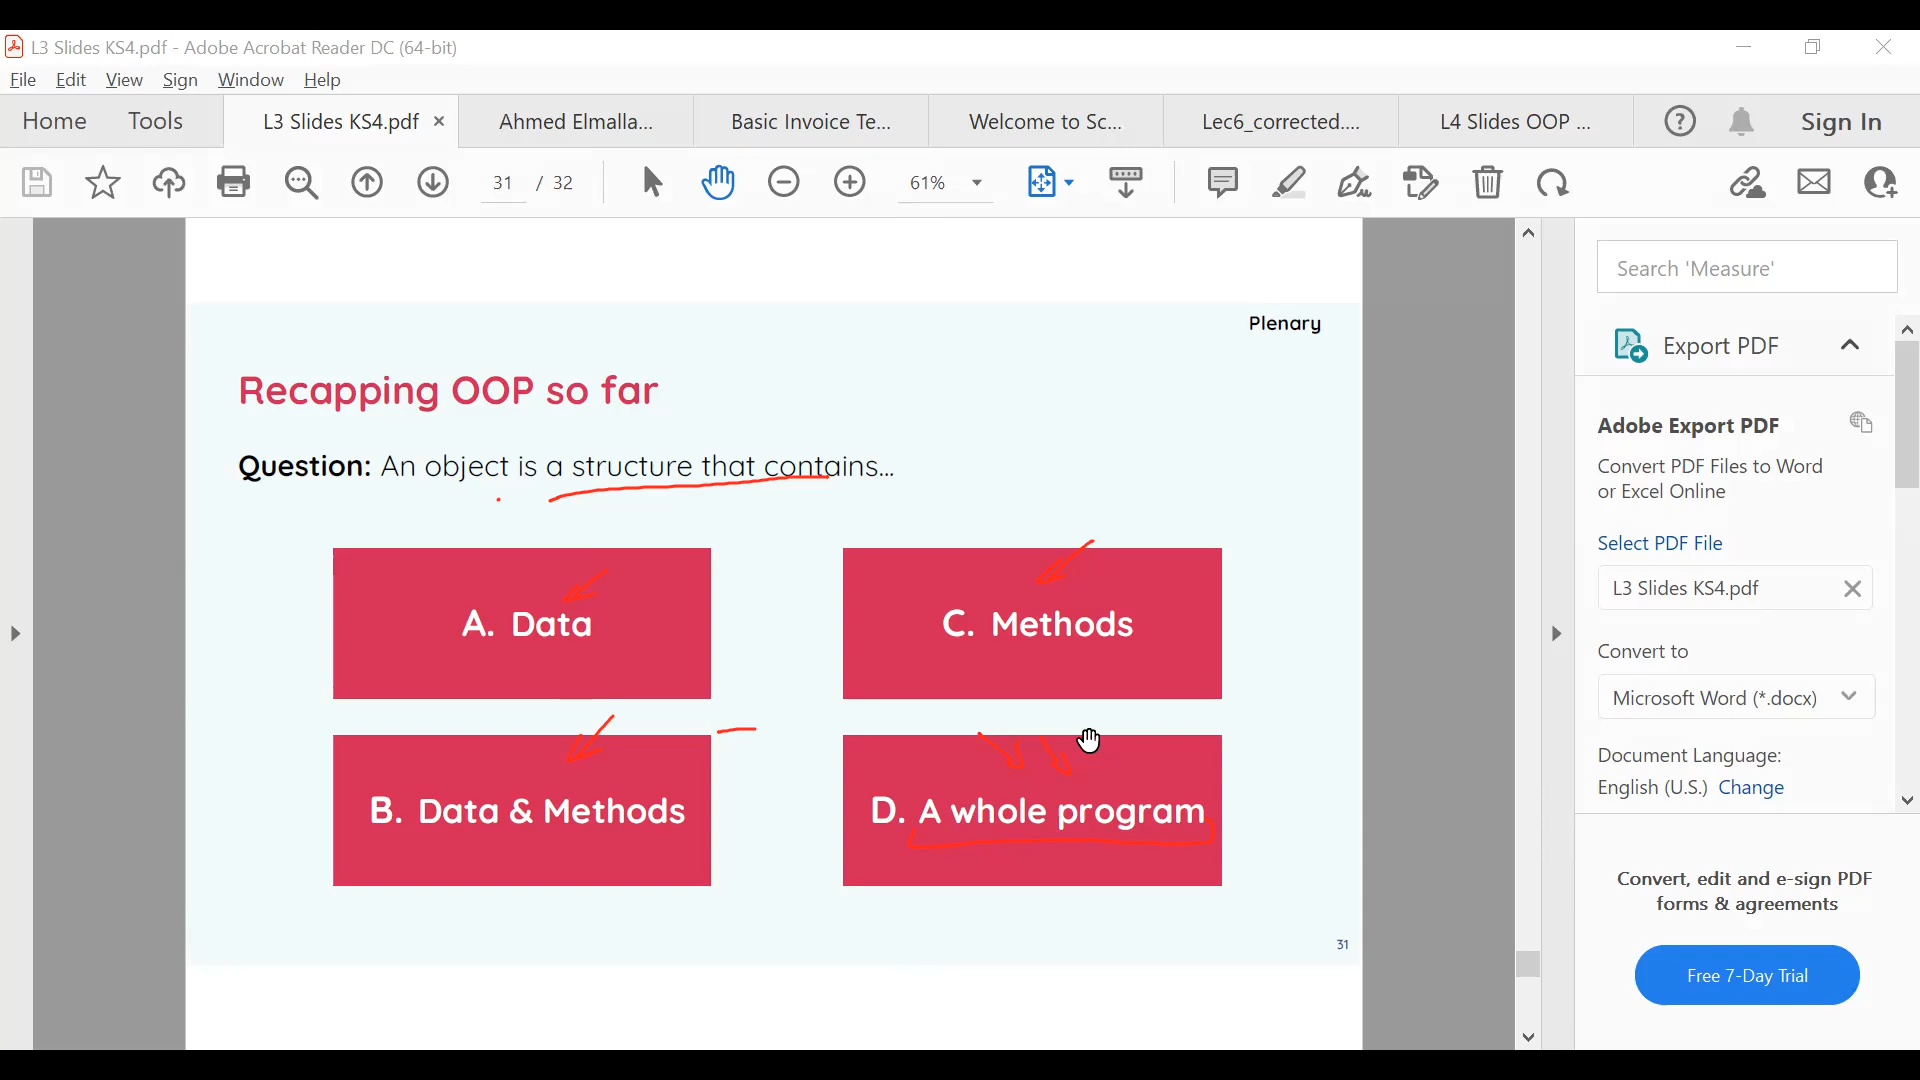 L3 Slides KS4.pdf - Adobe Acrobat Reader DC (64-bit)
File Edit View Sign Window Help
Home Tools L3 Slides KS4.pdf × Ahmed Elmalla... Basic Invoice Te... Welcome to Sc... Lec6_corrected.... L4 Slides OOP ... Sign In
31 / 32 61%
Search 'Measure'
Plenary
Export PDF
Recapping OOP so far
Adobe Export PDF
Question: An object is a structure that contains...
Convert PDF Files to Word
or Excel Online
Select PDF File
L3 Slides KS4.pdf
A. Data
C. Methods
Convert to
Microsoft Word (*.docx)
B. Data & Methods
D. A whole program
Document Language:
English (U.S.) Change
Convert, edit and e-sign PDF
forms & agreements
31
Free 7-Day Trial